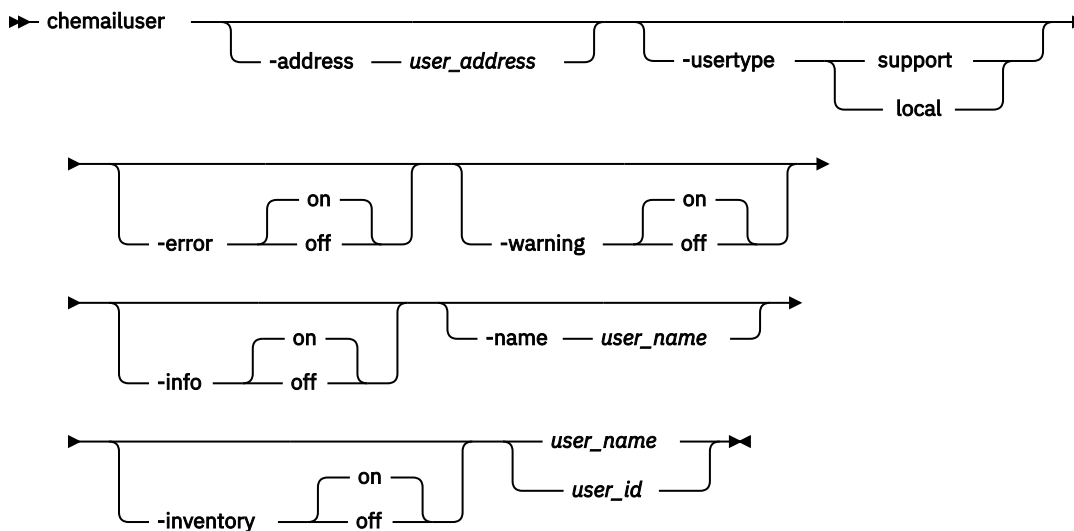 chemailuser
-address user_address -usertype support
local
on on
-error off -warning off
on -name user_name
-info off
user_name
on user_id
-inventory off